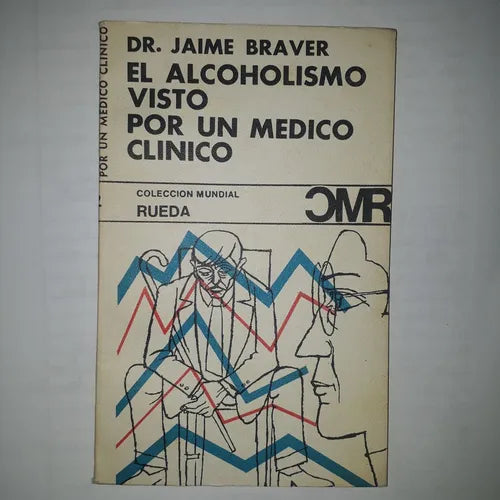 DR. JAIME BRAVER
EL ALCOHOLISMO
VISTO
POR UN MEDICO
CLINICO
COLECCION MUNDIAL
RUEDA
CMR
POR UN MEDICO CLINICO